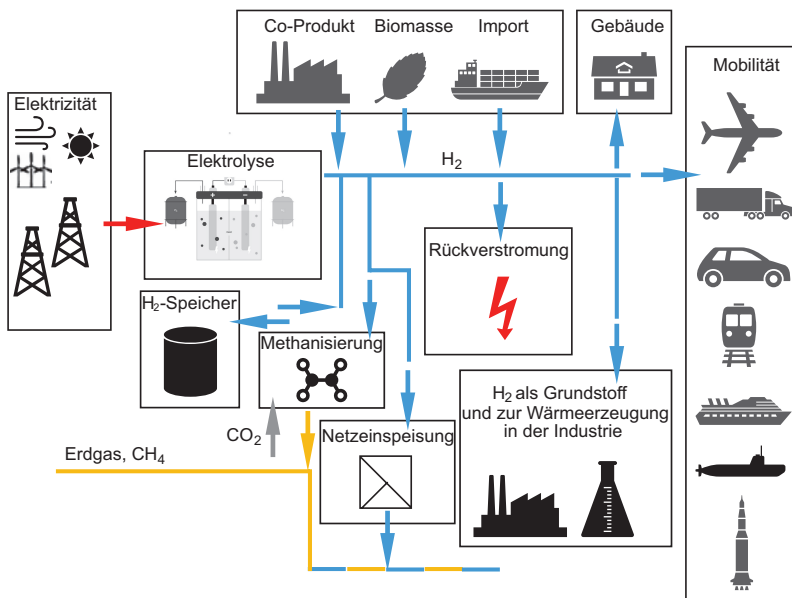 Co-Produkt Biomasse Import
Gebäude
Mobilität
Elektrizität
Elektrolyse
+ -
H₂
Rückverstromung
H₂-Speicher
Methanisierung
H₂ als Grundstoff
und zur Wärmeerzeugung
in der Industrie
CO₂
Netzeinspeisung
Erdgas, CH₄